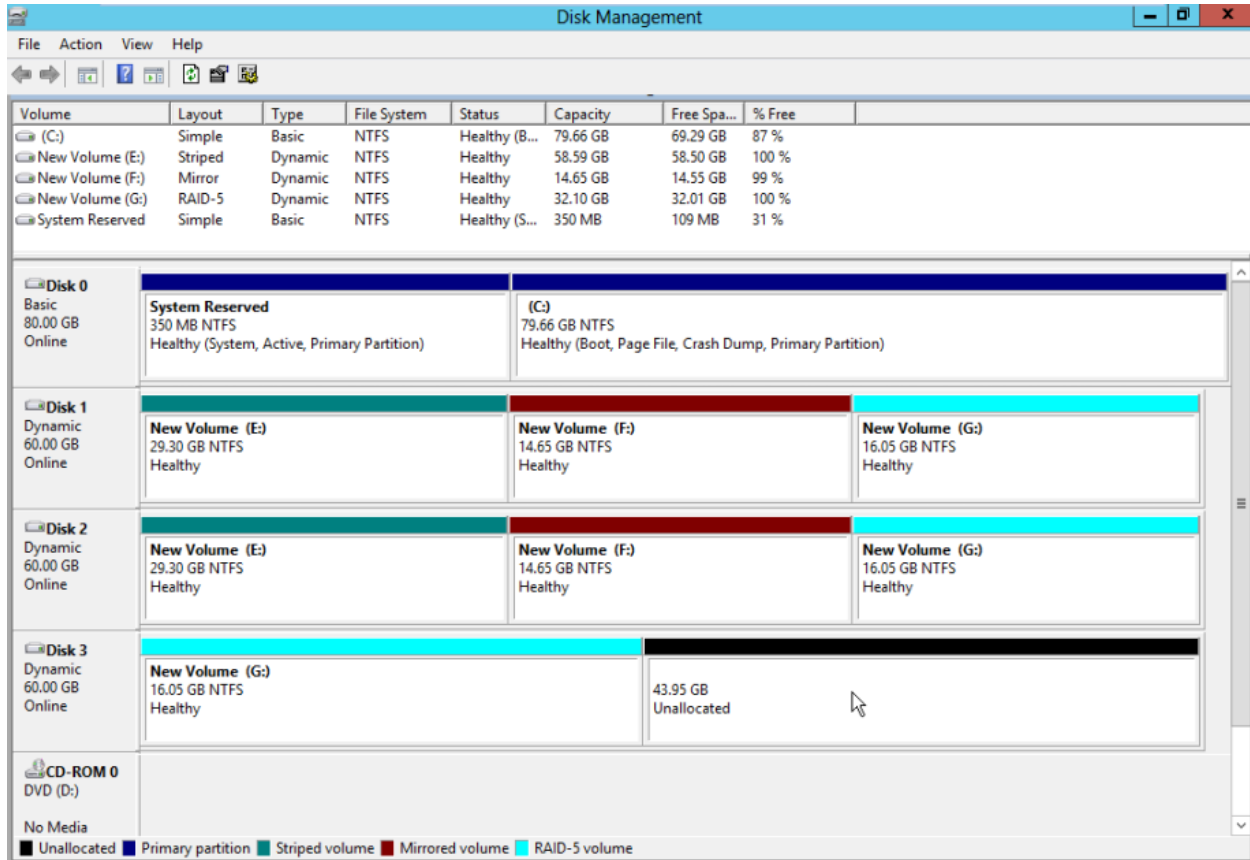 Disk Management
File Action View Help
Volume Layout Type File System Status Capacity Free Spa... % Free
(C:) Simple Basic NTFS Healthy (B... 79.66 GB 69.29 GB 87 %
New Volume (E:) Striped Dynamic NTFS Healthy 58.59 GB 58.50 GB 100 %
New Volume (F:) Mirror Dynamic NTFS Healthy 14.65 GB 14.55 GB 99 %
New Volume (G:) RAID-5 Dynamic NTFS Healthy 32.10 GB 32.01 GB 100 %
System Reserved Simple Basic NTFS Healthy (S... 350 MB 109 MB 31 %
Disk 0
Basic
80.00 GB
Online
System Reserved
350 MB NTFS
Healthy (System, Active, Primary Partition)
(C:)
79.66 GB NTFS
Healthy (Boot, Page File, Crash Dump, Primary Partition)
Disk 1
Dynamic
60.00 GB
Online
New Volume (E:)
29.30 GB NTFS
Healthy
New Volume (F:)
14.65 GB NTFS
Healthy
New Volume (G:)
16.05 GB NTFS
Healthy
Disk 2
Dynamic
60.00 GB
Online
New Volume (E:)
29.30 GB NTFS
Healthy
New Volume (F:)
14.65 GB NTFS
Healthy
New Volume (G:)
16.05 GB NTFS
Healthy
Disk 3
Dynamic
60.00 GB
Online
New Volume (G:)
16.05 GB NTFS
Healthy
43.95 GB
Unallocated
CD-ROM 0
DVD (D:)
No Media
Unallocated Primary partition Striped volume Mirrored volume RAID-5 volume